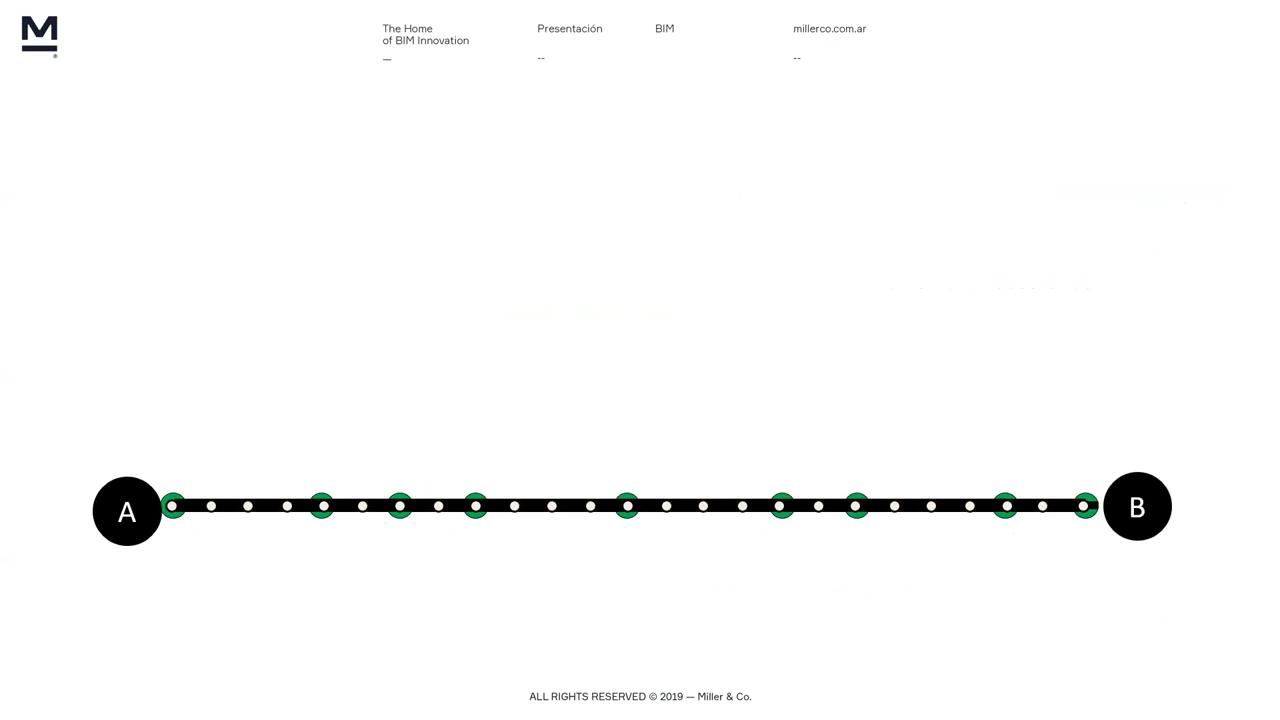 M
®
The Home
of BIM Innovation
—
Presentación
--
BIM
millerco.com.ar
--
A
B
ALL RIGHTS RESERVED © 2019 — Miller & Co.